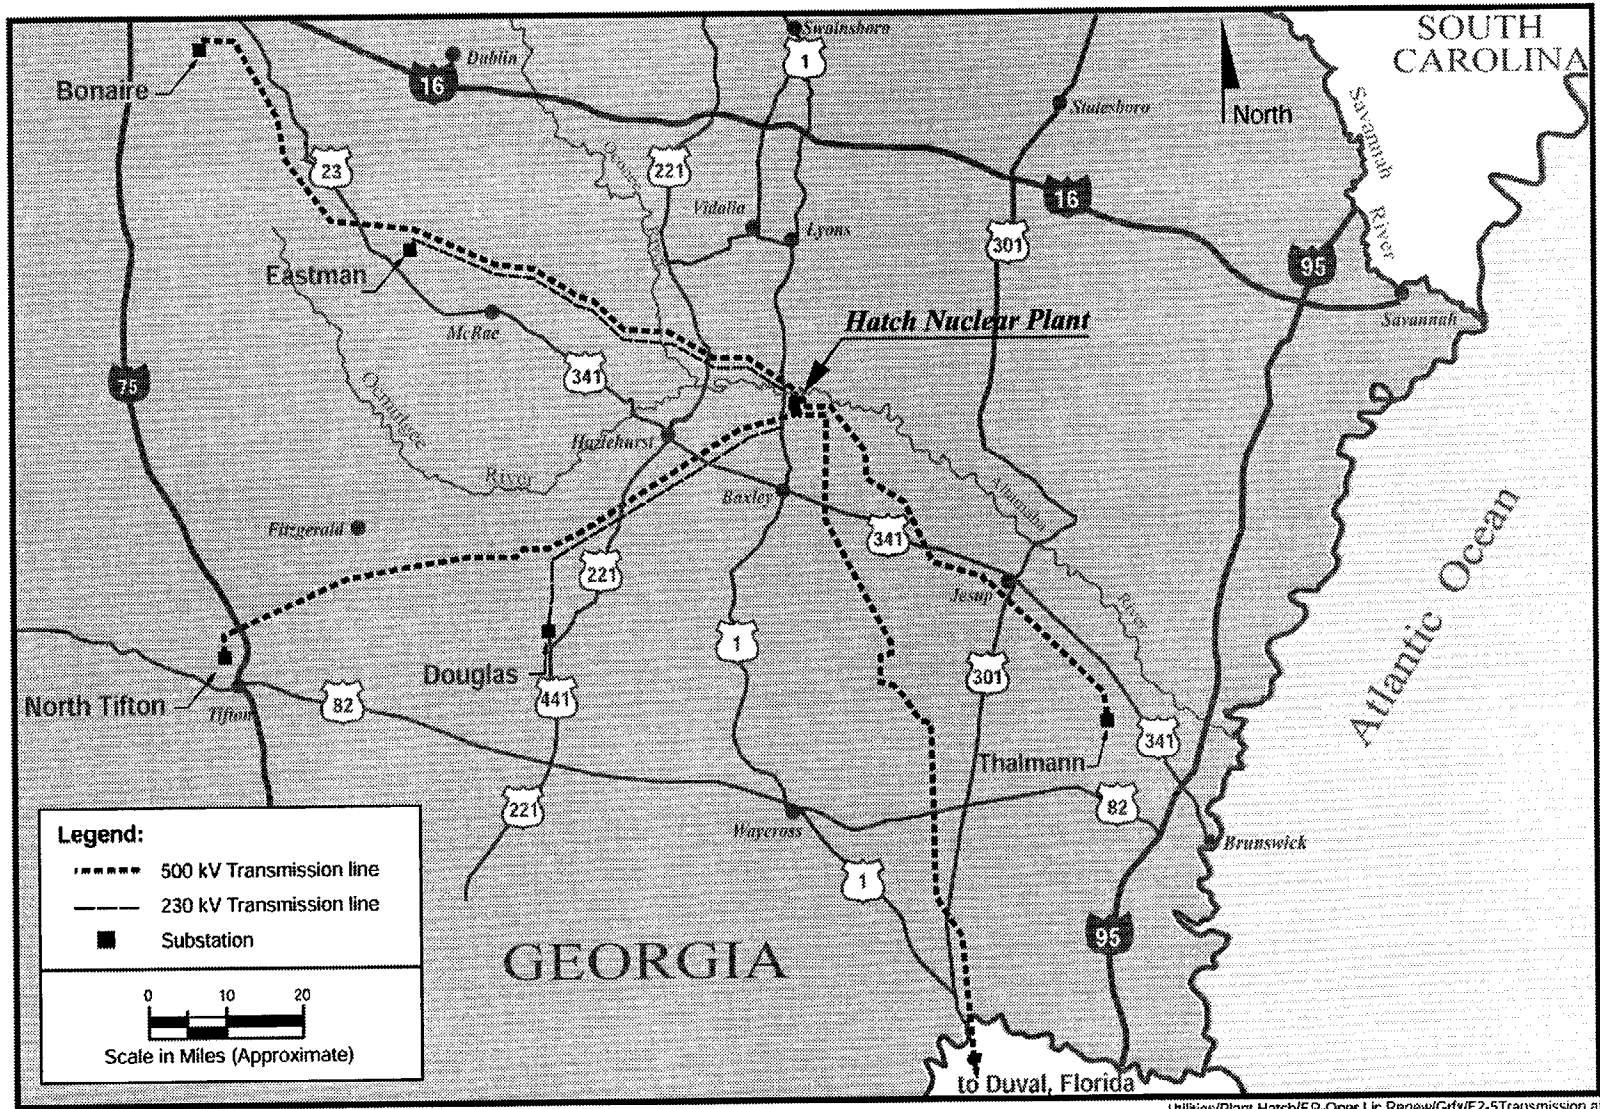 SOUTH
CAROLINA
Swainsboro
1
Dublin
16
Bonaire
Statesboro
North
Savannah
River
23
221
Oconee
River
16
Vidalia
Lyons
301
95
Eastman
Savannah
McRae
Hatch Nuclear Plant
341
75
Ocmulgee
River
Hazlehurst
Baxley
Altamaha
River
Fitzgerald
341
221
Jesup
Atlantic Ocean
1
Douglas
301
North Tifton
Tifton
82
441
341
Thalmann
221
82
Waycross
Brunswick
1
95
GEORGIA
Legend:
500 kV Transmission line
230 kV Transmission line
Substation
0 10 20
Scale in Miles (Approximate)
to Duval, Florida